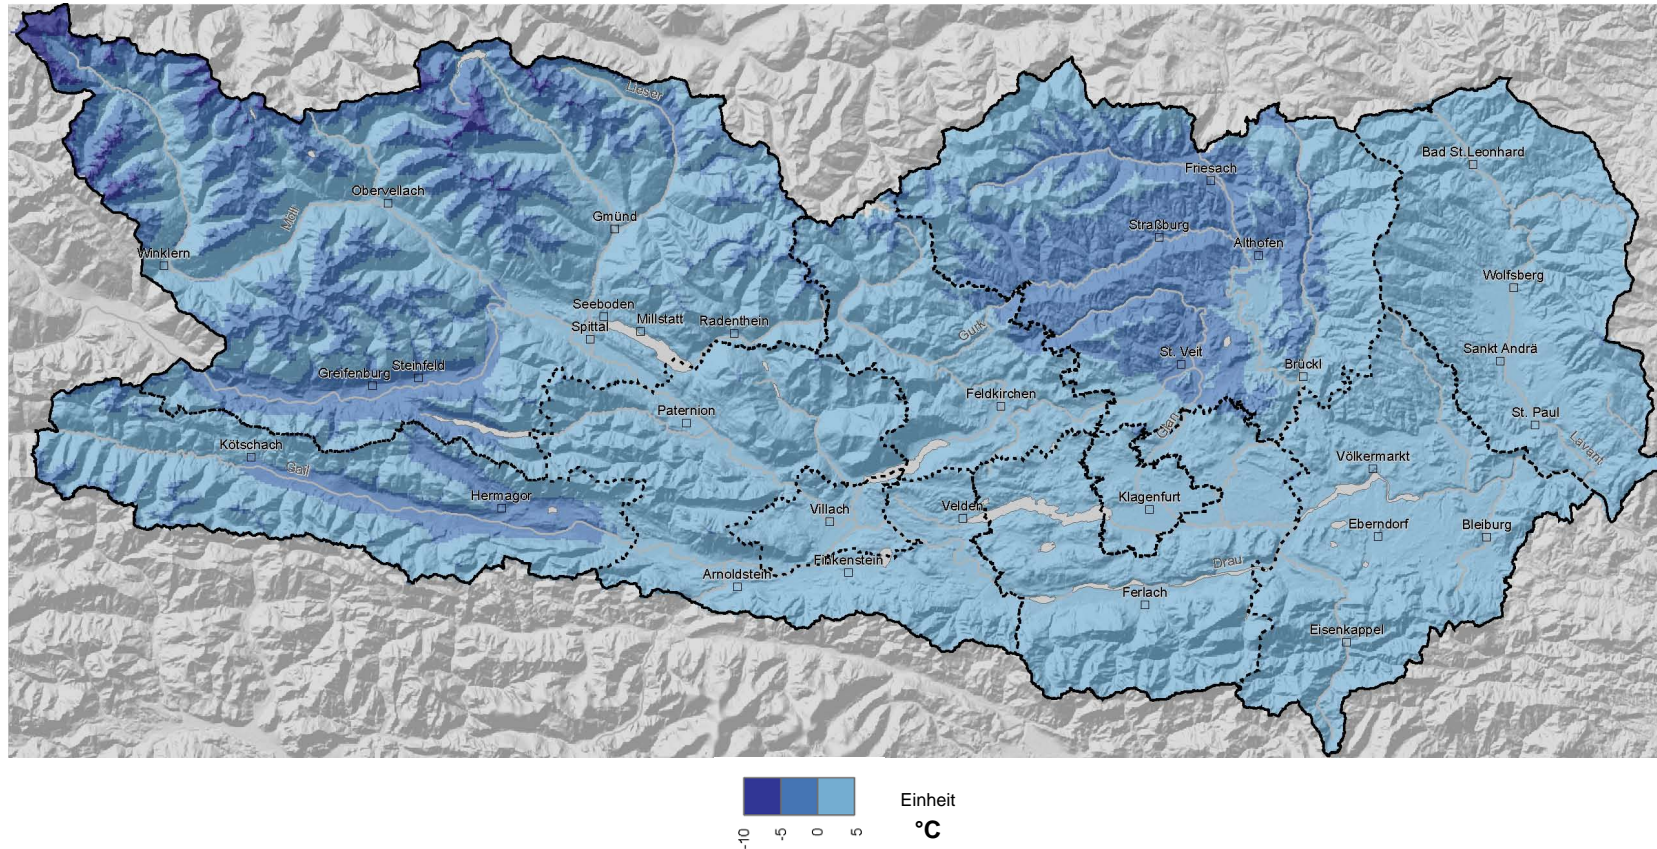 Lieser
Bad St.Leonhard
Friesach
Obervellach
Möll
Gmünd
Straßburg
Althofen
Winklern
Wolfsberg
Seeboden
Millstatt
Radenthein
Spittal
Gurk
St. Veit
Sankt Andrä
Greifenburg
Steinfeld
Brückl
Feldkirchen
Paternion
St. Paul
Glan
Kötschach
Lavant
Gail
Völkermarkt
Hermagor
Klagenfurt
Villach
Velden
Eberndorf
Bleiburg
Finkenstein
Drau
Arnoldstein
Ferlach
Eisenkappel
Einheit
°C
-10
-5
0
5